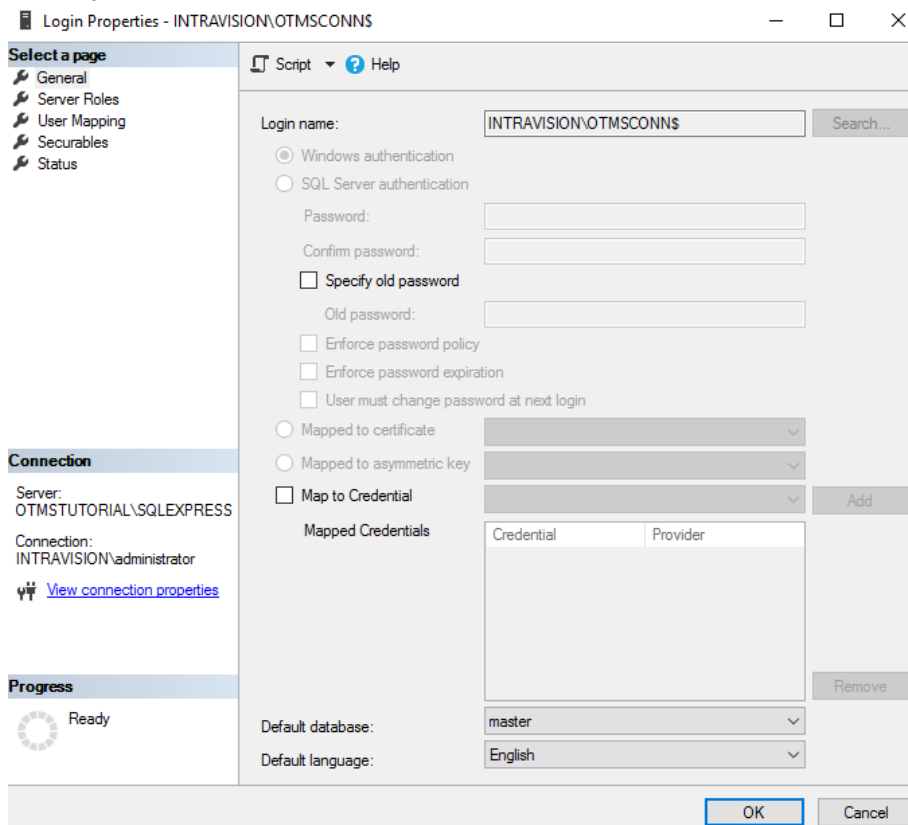 Login Properties - INTRAVISION\OTMSCONN$
Select a page
General
Server Roles
User Mapping
Securables
Status
Script
Help
Login name:
INTRAVISION\OTMSCONN$
Search...
Windows authentication
SQL Server authentication
Password:
Confirm password:
Specify old password
Old password:
Enforce password policy
Enforce password expiration
User must change password at next login
Mapped to certificate
Mapped to asymmetric key
Map to Credential
Add
Mapped Credentials
Credential Provider
Remove
Default database:
master
Default language:
English
Connection
Server:
OTMSTUTORIAL\SQLEXPRESS
Connection:
INTRAVISION\administrator
View connection properties
Progress
Ready
OK
Cancel